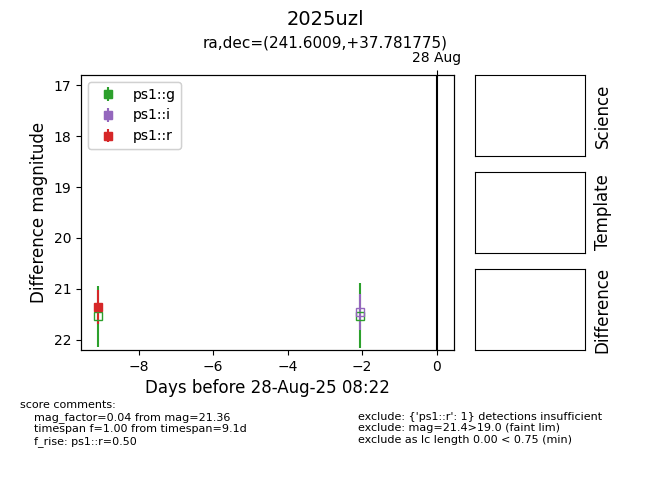 2025uzl
ra,dec=(241.6009,+37.781775)
28 Aug
ps1::g
ps1::i
ps1::r
17
18
19
20
21
22
Difference magnitude
−8
−6
−4
−2
0
Days before 28-Aug-25 08:22
Science
Template
Difference
score comments:
mag_factor=0.04 from mag=21.36
timespan f=1.00 from timespan=9.1d
f_rise: ps1::r=0.50
exclude: {'ps1::r': 1} detections insufficient
exclude: mag=21.4>19.0 (faint lim)
exclude as lc length 0.00 < 0.75 (min)